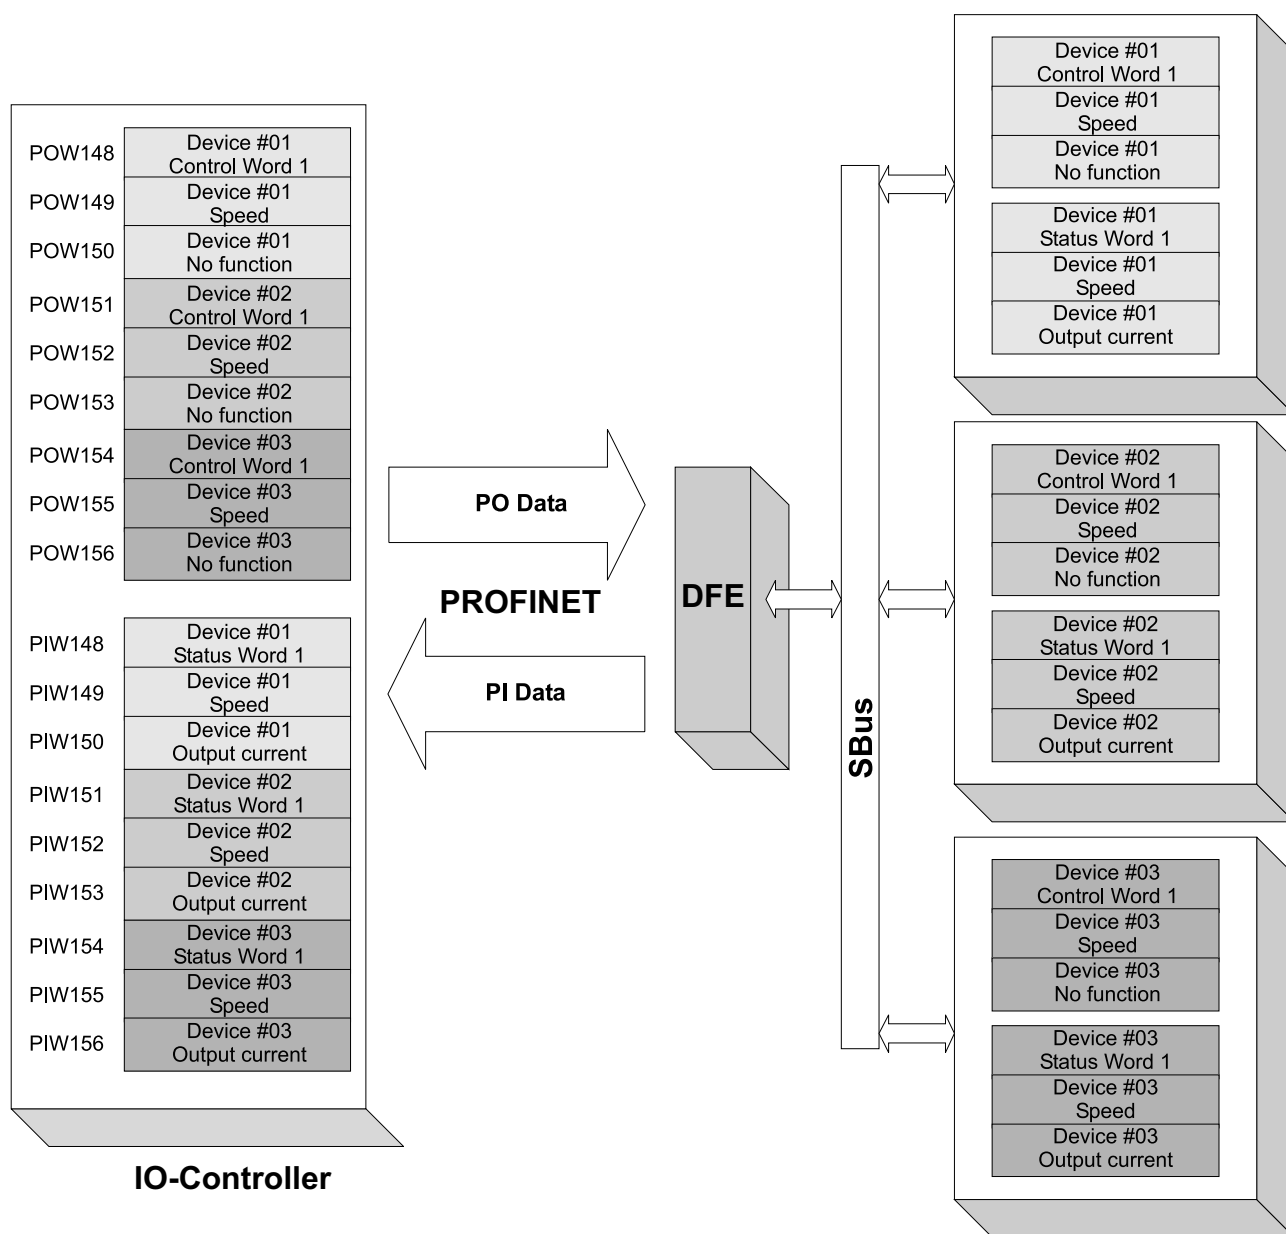 POW148
Device #01
Control Word 1
POW149
Device #01
Speed
POW150
Device #01
No function
POW151
Device #02
Control Word 1
POW152
Device #02
Speed
POW153
Device #02
No function
POW154
Device #03
Control Word 1
POW155
Device #03
Speed
POW156
Device #03
No function
PIW148
Device #01
Status Word 1
PIW149
Device #01
Speed
PIW150
Device #01
Output current
PIW151
Device #02
Status Word 1
PIW152
Device #02
Speed
PIW153
Device #02
Output current
PIW154
Device #03
Status Word 1
PIW155
Device #03
Speed
PIW156
Device #03
Output current
IO-Controller
PO Data
PROFINET
PI Data
DFE
SBus
Device #01
Control Word 1
Device #01
Speed
Device #01
No function
Device #01
Status Word 1
Device #01
Speed
Device #01
Output current
Device #02
Control Word 1
Device #02
Speed
Device #02
No function
Device #02
Status Word 1
Device #02
Speed
Device #02
Output current
Device #03
Control Word 1
Device #03
Speed
Device #03
No function
Device #03
Status Word 1
Device #03
Speed
Device #03
Output current